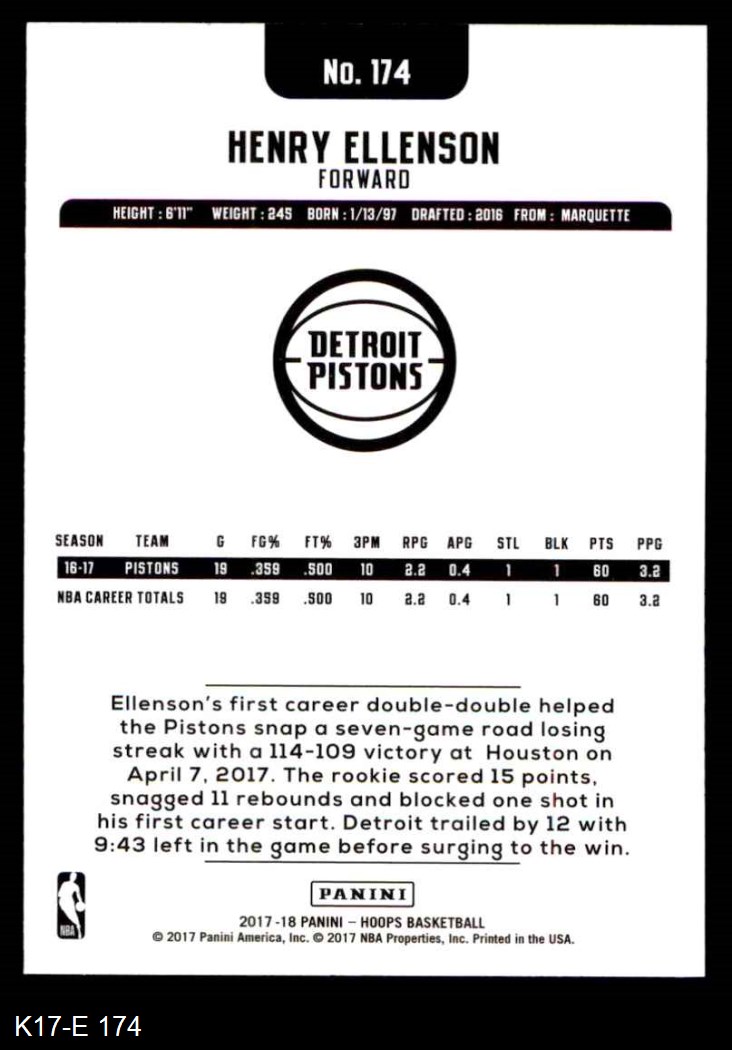 No. 174
HENRY ELLENSON
FORWARD
HEIGHT : 6'11" WEIGHT : 245 BORN : 1/13/97 DRAFTED : 2016 FROM : MARQUETTE
DETROIT
PISTONS
SEASON TEAM G FG% FT% 3PM RPG APG STL BLK PTS PPG
16-17 PISTONS 19 .359 .500 10 2.2 0.4 1 1 60 3.2
NBA CAREER TOTALS 19 .359 .500 10 2.2 0.4 1 1 60 3.2
Ellenson's first career double-double helped
the Pistons snap a seven-game road losing
streak with a 114-109 victory at Houston on
April 7, 2017. The rookie scored 15 points,
snagged 11 rebounds and blocked one shot in
his first career start. Detroit trailed by 12 with
9:43 left in the game before surging to the win.
NBA
PANINI
2017-18 PANINI – HOOPS BASKETBALL
© 2017 Panini America, Inc. © 2017 NBA Properties, Inc. Printed in the USA.
K17-E 174